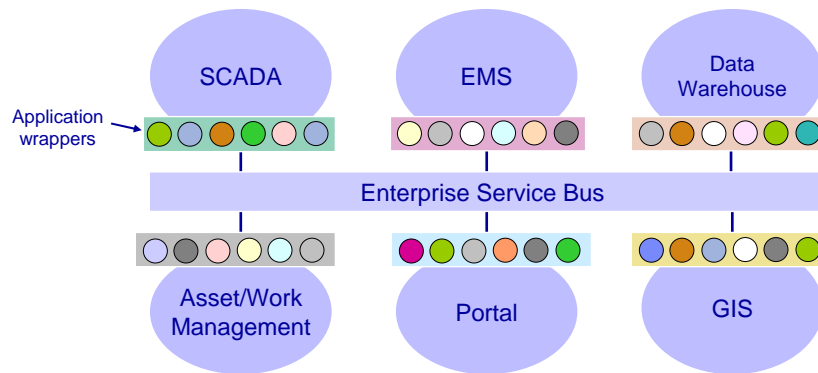 SCADA
EMS
Data
Warehouse
Application
wrappers
Enterprise Service Bus
Asset/Work
Management
Portal
GIS